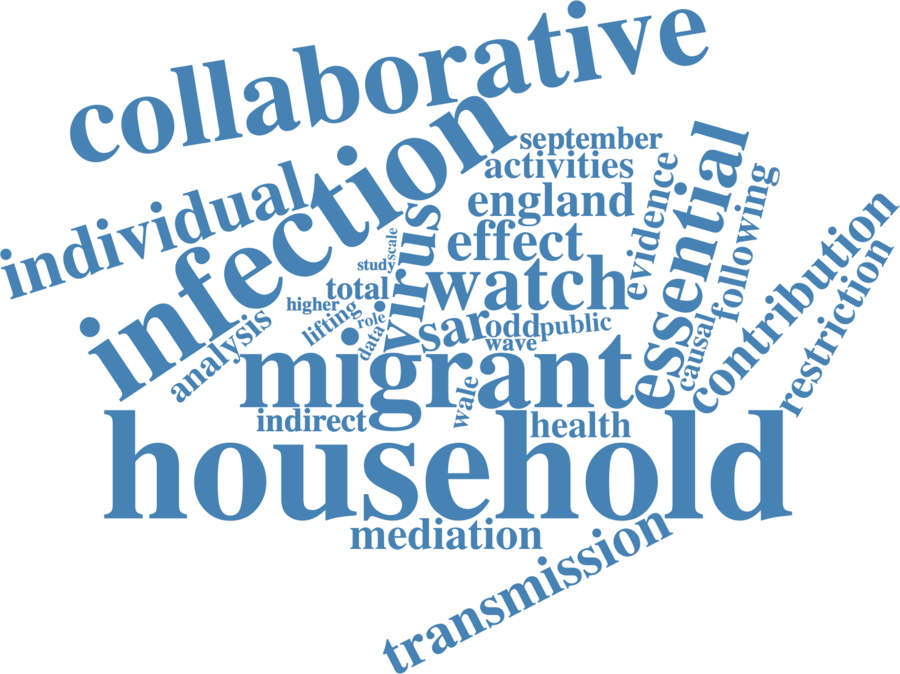 collaborative
infection
individual
september
activities
england
evidence
essential
following
effect
virus
scale
study
total
watch
higher
lifting
role
data
sar
odd
public
wave
analysis
causal
contribution
restriction
migrant
indirect
wale
health
household
mediation
transmission